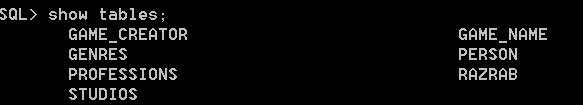 SQL> show tables;
GAME_CREATOR GAME_NAME
GENRES PERSON
PROFESSIONS RAZRAB
STUDIOS